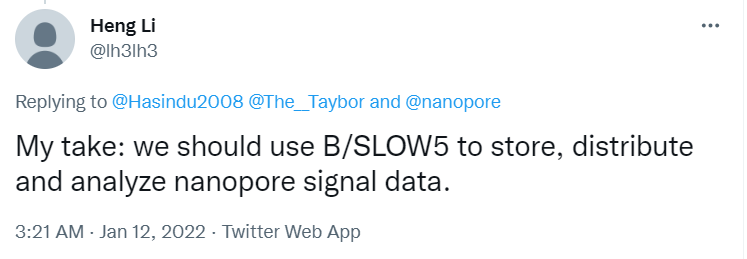 Heng Li
@lh3lh3
Replying to @Hasindu2008 @The__Taybor and @nanopore
My take: we should use B/SLOW5 to store, distribute
and analyze nanopore signal data.
3:21 AM · Jan 12, 2022 · Twitter Web App